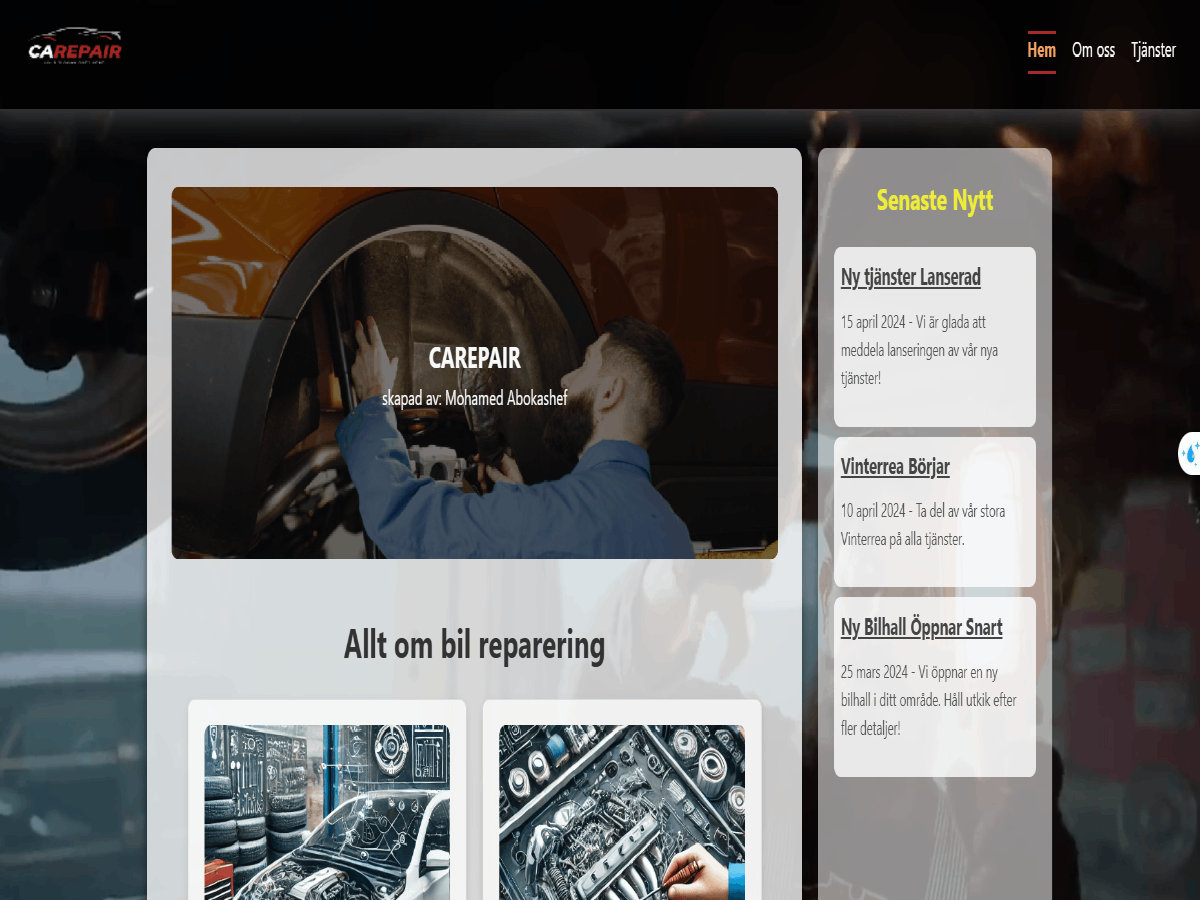 CAREPAIR
Hem
Om oss
Tjänster
CAREPAIR
skapad av: Mohamed Abokashef
Allt om bil reparering
Senaste Nytt
Ny tjänster Lanserad
15 april 2024 - Vi är glada att
meddela lanseringen av vår nya
tjänster!
Vinterrea Börjar
10 april 2024 - Ta del av vår stora
Vinterrea på alla tjänster.
Ny Bilhall Öppnar Snart
25 mars 2024 - Vi öppnar en ny
bilhall i ditt område. Håll utkik efter
fler detaljer!